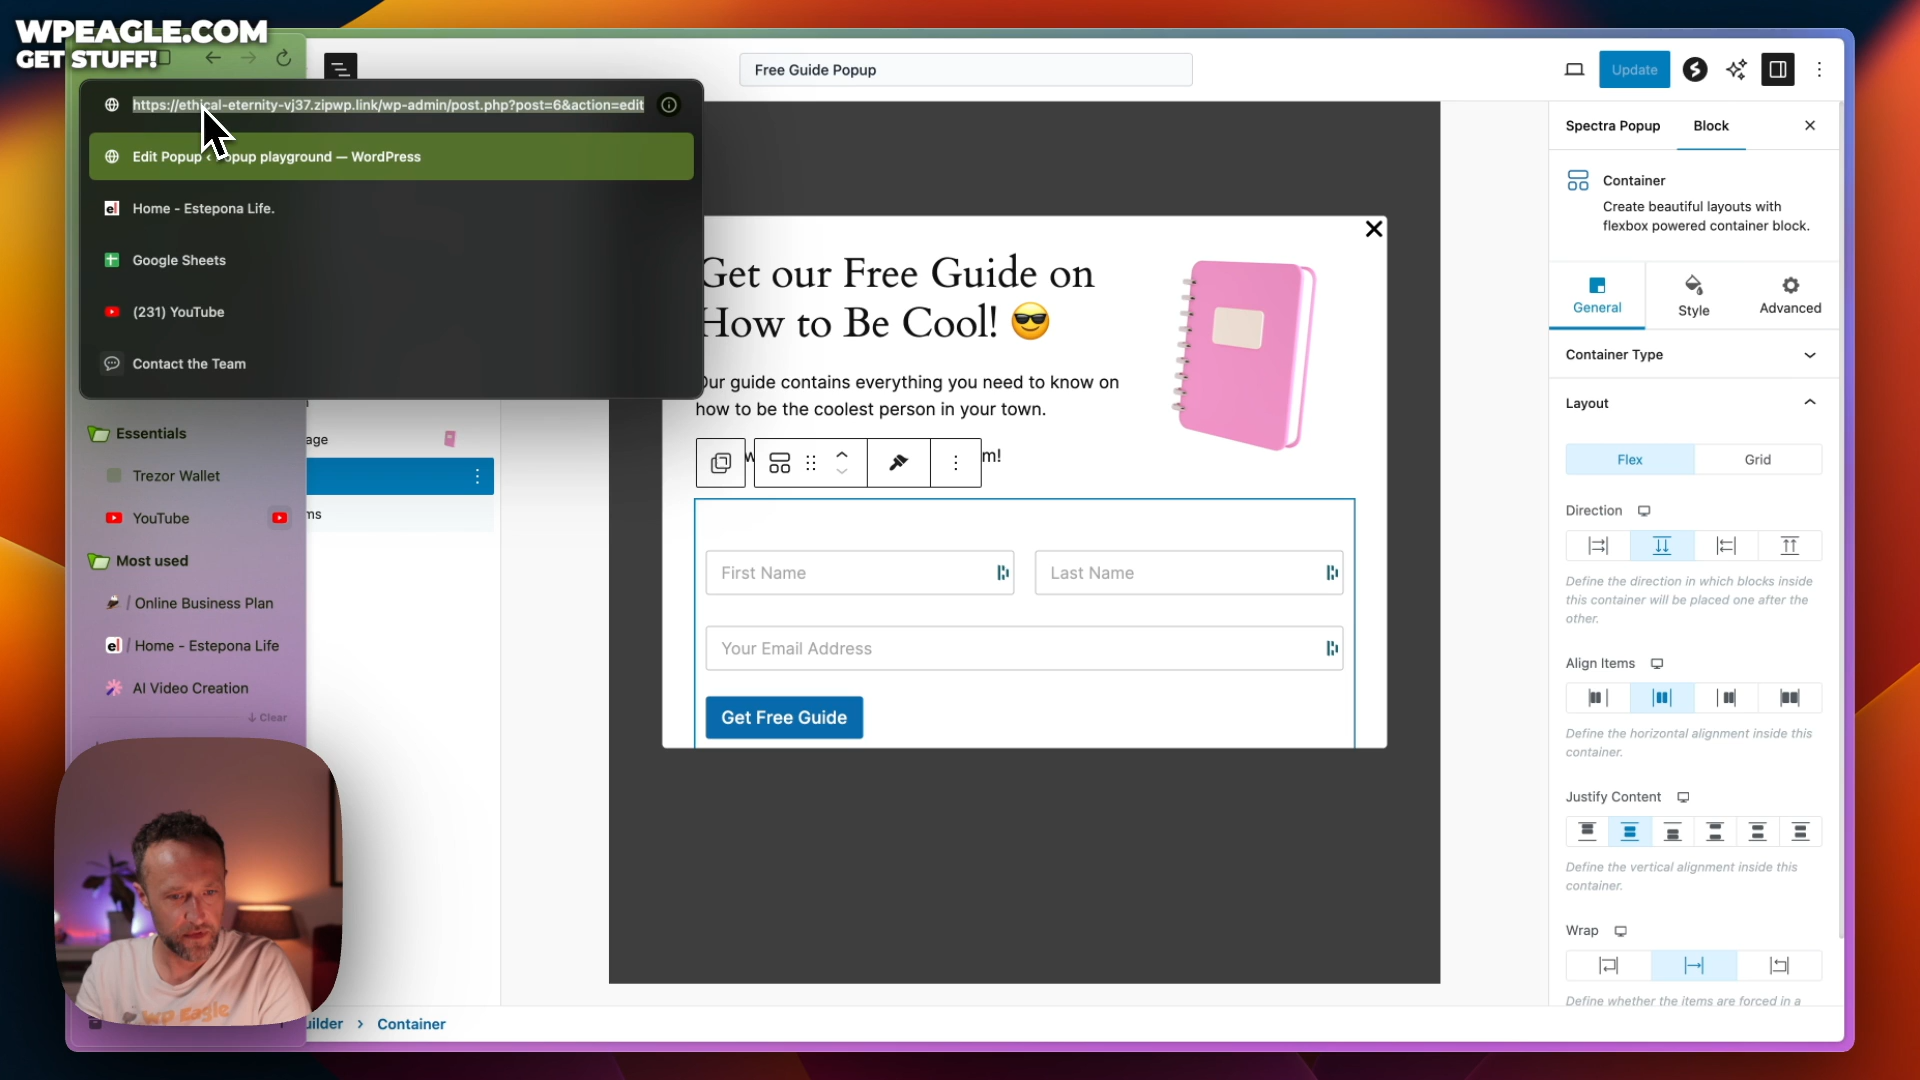 WPEAGLE.COM
GET STUFF!
Free Guide Popup
Update
https://ethical-eternity-vj37.zipwp.link/wp-admin/post.php?post=6&action=edit
Edit Popup ‹ Popup playground — WordPress
Home - Estepona Life.
Google Sheets
(231) YouTube
Contact the Team
Essentials
Trezor Wallet
YouTube
Most used
/ Online Business Plan
/ Home - Estepona Life
AI Video Creation
↓ Clear
age
ms
Get our Free Guide on
How to Be Cool! 😎
Our guide contains everything you need to know on
how to be the coolest person in your town.
m!
First Name
Last Name
Your Email Address
Get Free Guide
Spectra Popup
Block
Container
Create beautiful layouts with
flexbox powered container block.
General
Style
Advanced
Container Type
Layout
Flex
Grid
Direction
Define the direction in which blocks inside
this container will be placed one after the
other.
Align Items
Define the horizontal alignment inside this
container.
Justify Content
Define the vertical alignment inside this
container.
Wrap
Define whether the items are forced in a
uilder › Container
wp eagle